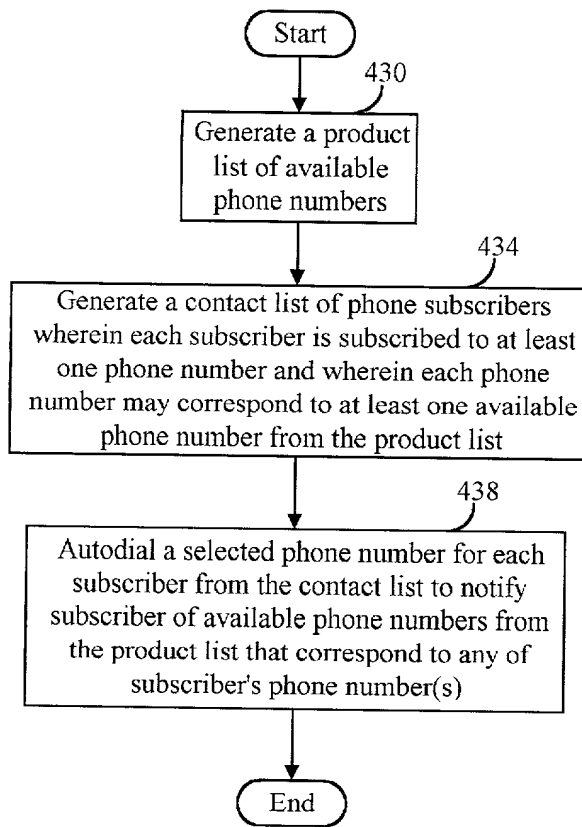 Start
430
Generate a product
list of available
phone numbers
434
Generate a contact list of phone subscribers
wherein each subscriber is subscribed to at least
one phone number and wherein each phone
number may correspond to at least one available
phone number from the product list
438
Autodial a selected phone number for each
subscriber from the contact list to notify
subscriber of available phone numbers from
the product list that correspond to any of
subscriber's phone number(s)
End